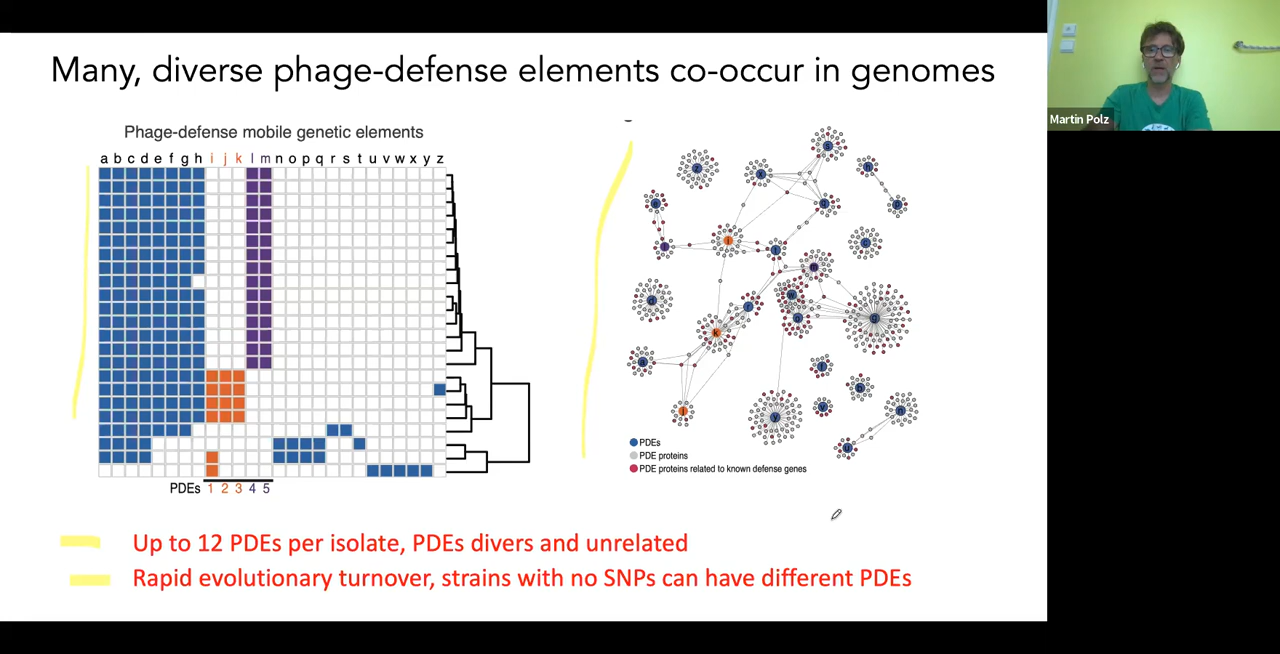 Many, diverse phage-defense elements co-occur in genomes
Martin Polz
Phage-defense mobile genetic elements
a b c d e f g h i j k l m n o p q r s t u v w x y z
PDEs 1 2 3 4 5
PDEs
PDE proteins
PDE proteins related to known defense genes
Up to 12 PDEs per isolate, PDEs divers and unrelated
Rapid evolutionary turnover, strains with no SNPs can have different PDEs